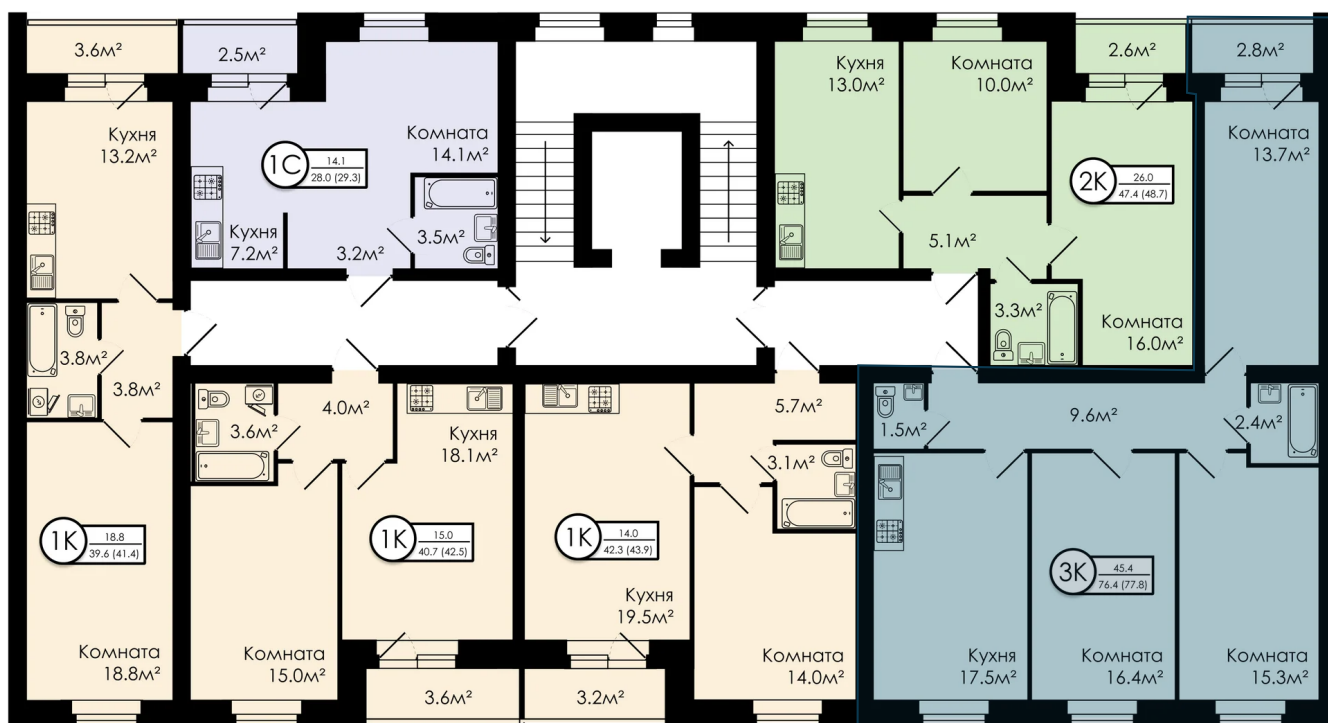 3.6м²
2.5м²
2.6м²
2.8м²
Кухня
13.2м²
1С
14.1
28.0 (29.3)
Комната
14.1м²
Кухня
7.2м²
3.2м²
3.5м²
Кухня
13.0м²
Комната
10.0м²
2К
26.0
47.4 (48.7)
5.1м²
3.3м²
Комната
16.0м²
Комната
13.7м²
3.8м²
3.8м²
1К
18.8
39.6 (41.4)
Комната
18.8м²
3.6м²
4.0м²
Кухня
18.1м²
1К
15.0
40.7 (42.5)
Комната
15.0м²
3.6м²
5.7м²
3.1м²
1К
14.0
42.3 (43.9)
Кухня
19.5м²
Комната
14.0м²
3.2м²
1.5м²
9.6м²
2.4м²
3К
45.4
76.4 (77.8)
Кухня
17.5м²
Комната
16.4м²
Комната
15.3м²